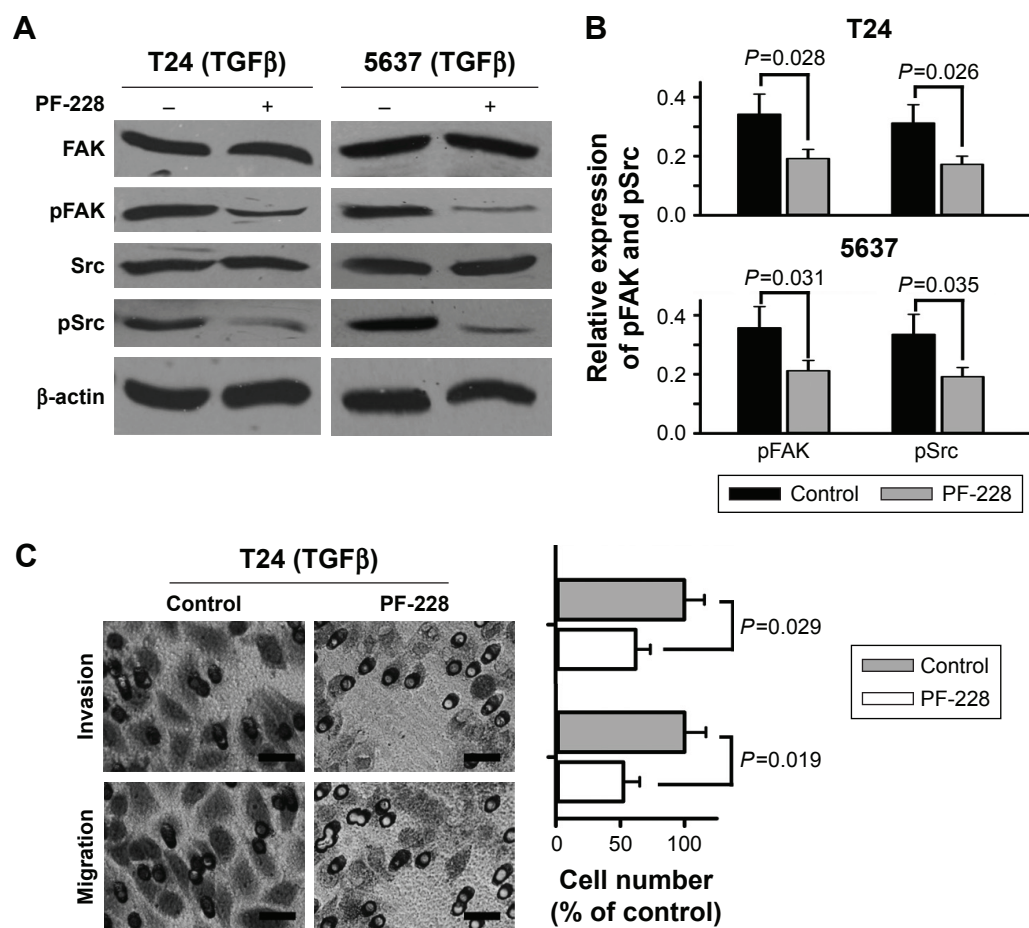 A
T24 (TGFβ)
5637 (TGFβ)
PF-228
– + – +
FAK
pFAK
Src
pSrc
β-actin
B
T24
P=0.028
P=0.026
0.4
0.2
0.0
5637
P=0.031
P=0.035
0.4
0.2
0.0
Relative expression
of pFAK and pSrc
pFAK pSrc
Control PF-228
C
T24 (TGFβ)
Control PF-228
Invasion
Migration
P=0.029
P=0.019
0 50 100
Cell number
(% of control)
Control
PF-228